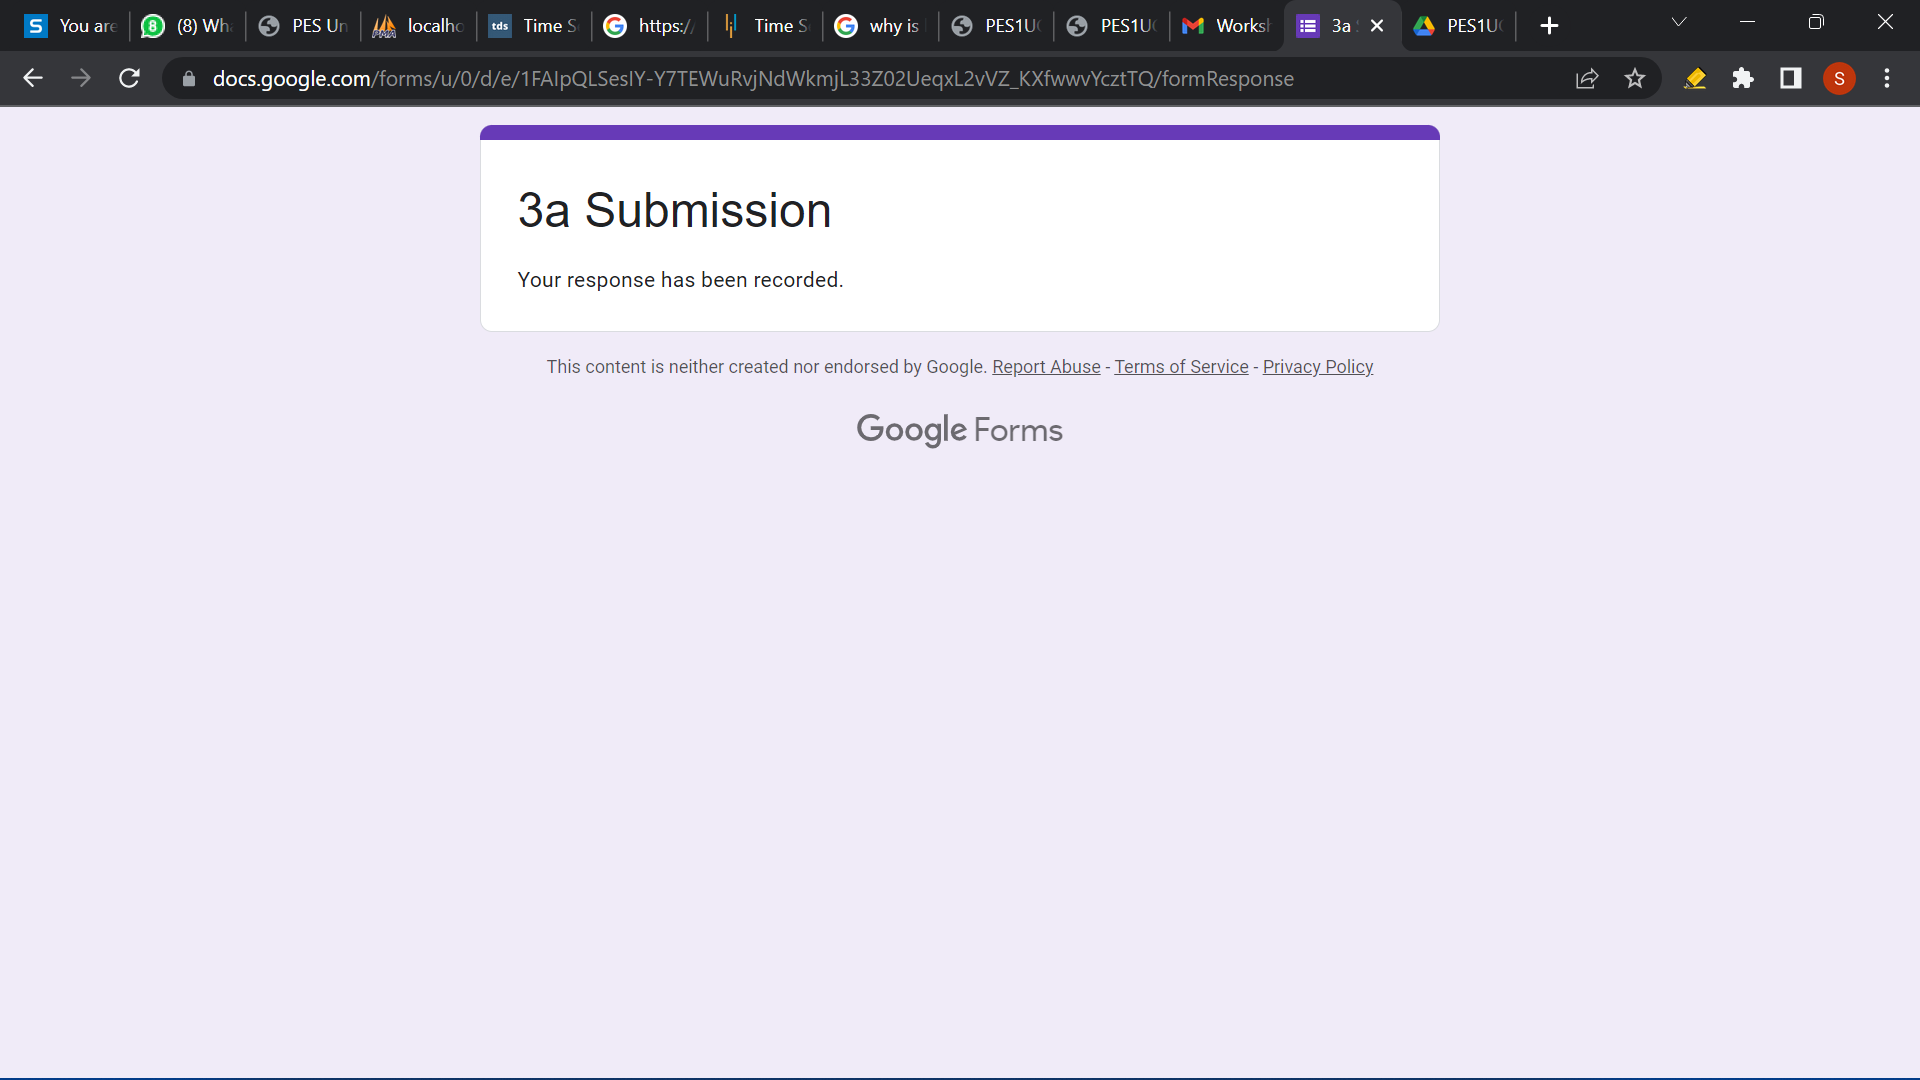 You are
(8) Wha
PES Un
localho
tds
Time S
https://
Time S
why is
PES1U
PES1U
Worksh
3a
PES1U
docs.google.com/forms/u/0/d/e/1FAIpQLSesIY-Y7TEWuRvjNdWkmjL33Z02UeqxL2vVZ_KXfwwvYcztTQ/formResponse
S
3a Submission
Your response has been recorded.
This content is neither created nor endorsed by Google. Report Abuse - Terms of Service - Privacy Policy
Google Forms